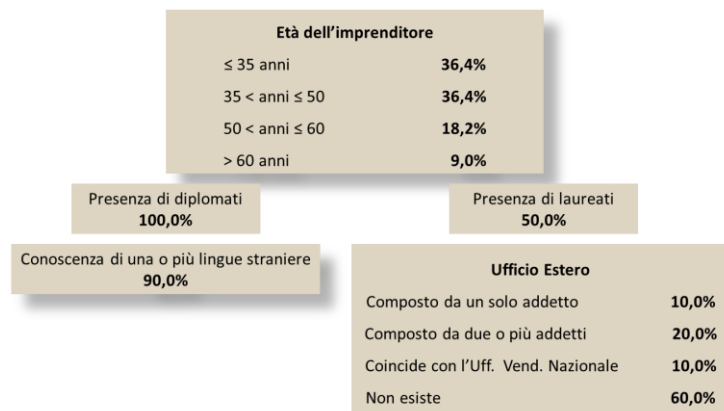 Età dell'imprenditore
≤ 35 anni 36,4%
35 < anni ≤ 50 36,4%
50 < anni ≤ 60 18,2%
> 60 anni 9,0%
Presenza di diplomati
100,0%
Presenza di laureati
50,0%
Conoscenza di una o più lingue straniere
90,0%
Ufficio Estero
Composto da un solo addetto 10,0%
Composto da due o più addetti 20,0%
Coincide con l'Uff. Vend. Nazionale 10,0%
Non esiste 60,0%